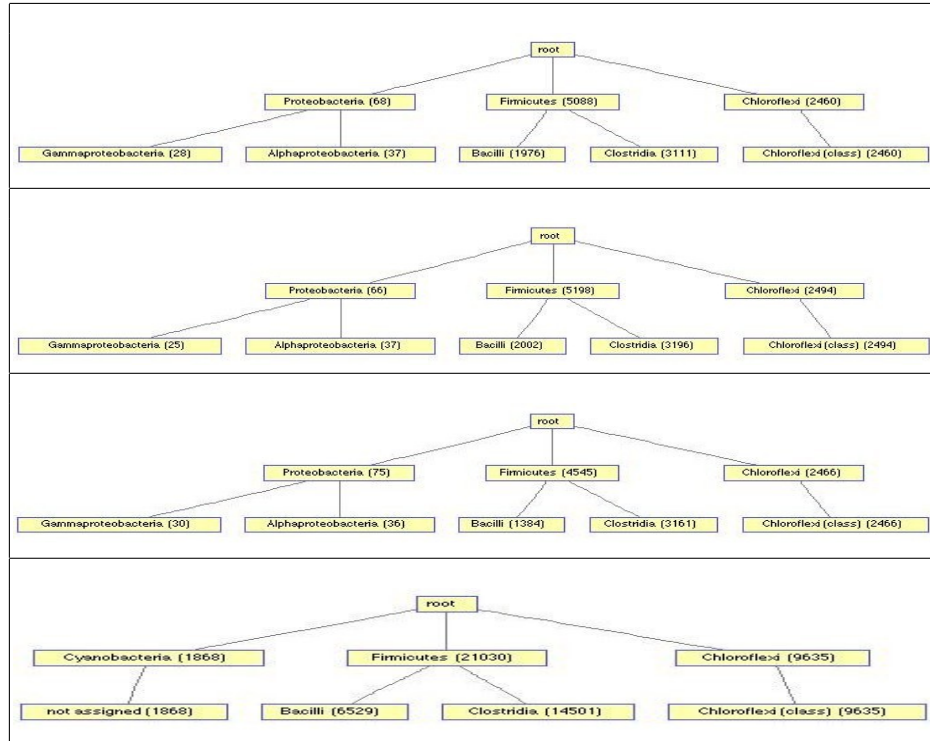 root
Proteobacteria (68) Firmicutes (5088) Chloroflexi (2460)
Gammaproteobacteria (28) Alphaproteobacteria (37) Bacilli (1976) Clostridia (3111) Chloroflexi (class) (2460)
root
Proteobacteria (66) Firmicutes (5198) Chloroflexi (2494)
Gammaproteobacteria (25) Alphaproteobacteria (37) Bacilli (2002) Clostridia (3196) Chloroflexi (class) (2494)
root
Proteobacteria (75) Firmicutes (4545) Chloroflexi (2466)
Gammaproteobacteria (30) Alphaproteobacteria (36) Bacilli (1384) Clostridia (3161) Chloroflexi (class) (2466)
root
Cyanobacteria (1868) Firmicutes (21030) Chloroflexi (9635)
not assigned (1868) Bacilli (6529) Clostridia (14501) Chloroflexi (class) (9635)